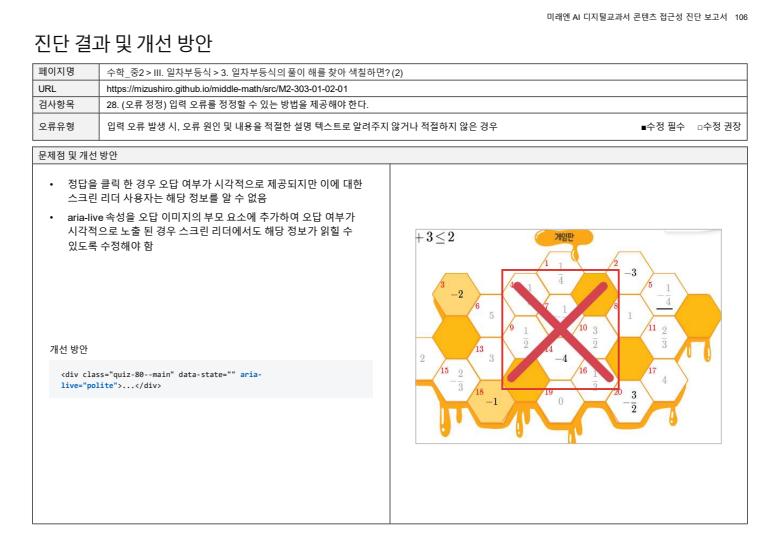 미래엔 AI 디지털교과서 콘텐츠 접근성 진단 보고서 106
진단 결과 및 개선 방안
페이지명 수학_중2 > III. 일차부등식 > 3. 일차부등식의 풀이 해를 찾아 색칠하면? (2)
URL https://mizushiro.github.io/middle-math/src/M2-303-01-02-01
검사항목 28. (오류 정정) 입력 오류를 정정할 수 있는 방법을 제공해야 한다.
오류유형 입력 오류 발생 시, 오류 원인 및 내용을 적절한 설명 텍스트로 알려주지 않거나 적절하지 않은 경우 ■수정 필수 □수정 권장
문제점 및 개선 방안
• 정답을 클릭 한 경우 오답 여부가 시각적으로 제공되지만 이에 대한
스크린 리더 사용자는 해당 정보를 알 수 없음
• aria-live 속성을 오답 이미지의 부모 요소에 추가하여 오답 여부가
시각적으로 노출 된 경우 스크린 리더에서도 해당 정보가 읽힐 수
있도록 수정해야 함
개선 방안
<div class="quiz-80--main" data-state="" aria-
live="polite">...</div>
+3≤2
게임판
1 1/4
2 −3
3 −2
4 1
5 −1/4
6 5
7 1
8 1
9 1/2
10 3/2
11 2/3
2
13 3
14 −4
15 −2/3
16 1/3
17 4
18 −1
19 0
20 −3/2